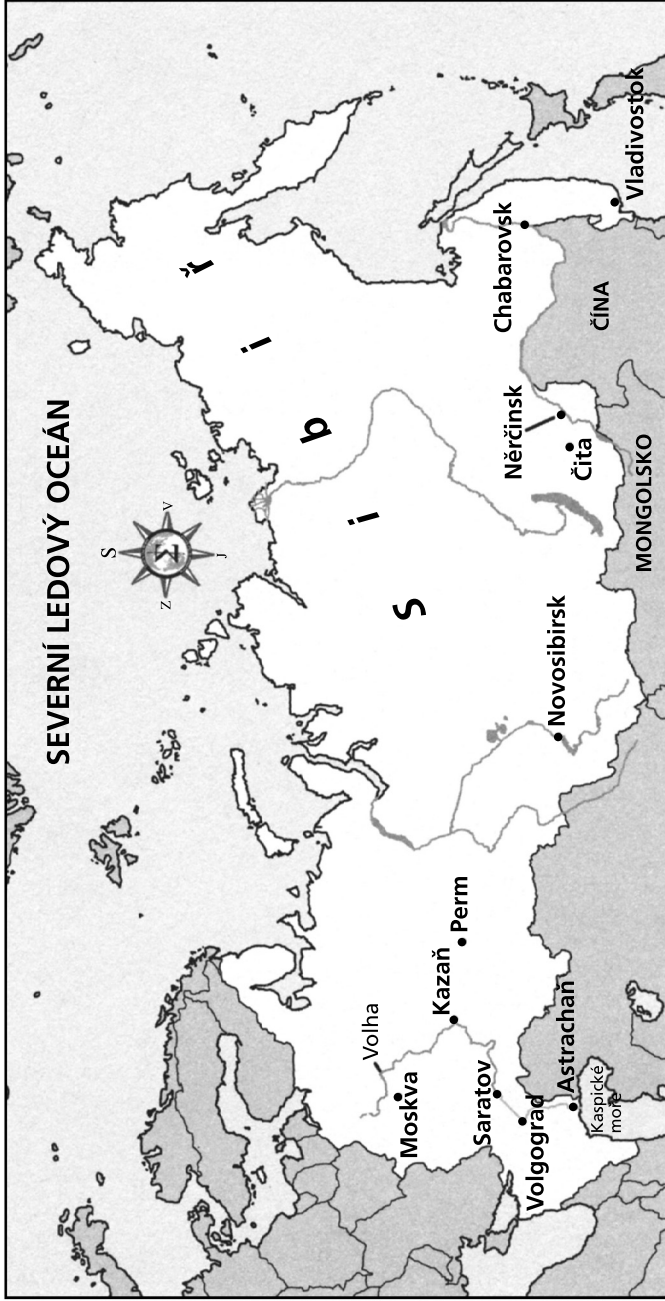 SEVERNÍ LEDOVÝ OCEÁN
S
Z
V
J
Sibiř
Volha
Moskva
Kazaň
Perm
Saratov
Volgograd
Astrachaň
Kaspické
moře
Novosibirsk
Něrčinsk
Čita
Chabarovsk
Vladivostok
ČÍNA
MONGOLSKO